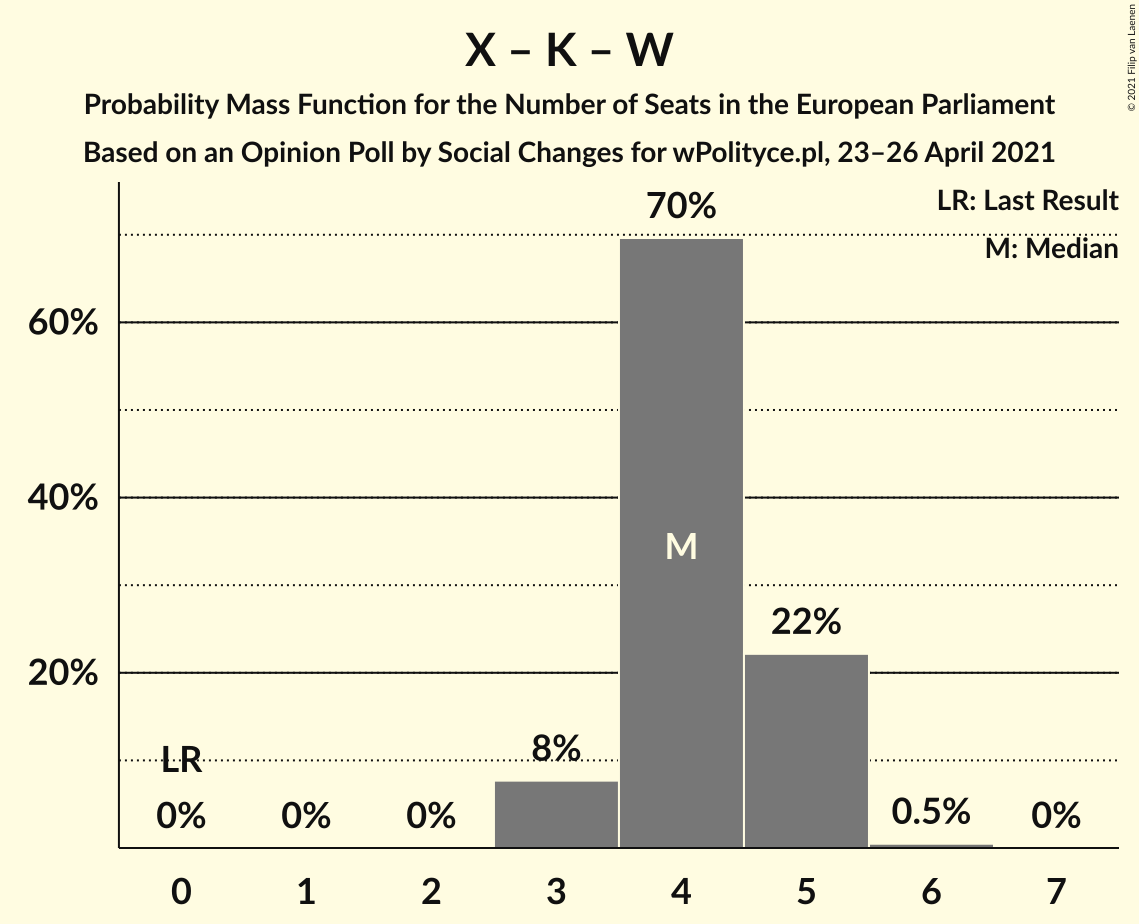 X – K – W
Probability Mass Function for the Number of Seats in the European Parliament
Based on an Opinion Poll by Social Changes for wPolityce.pl, 23–26 April 2021
© 2021 Filip van Laenen
LR: Last Result
M: Median
70%
60%
40%
20%
M
22%
8%
LR
0%
0%
0%
0.5%
0%
0
1
2
3
4
5
6
7